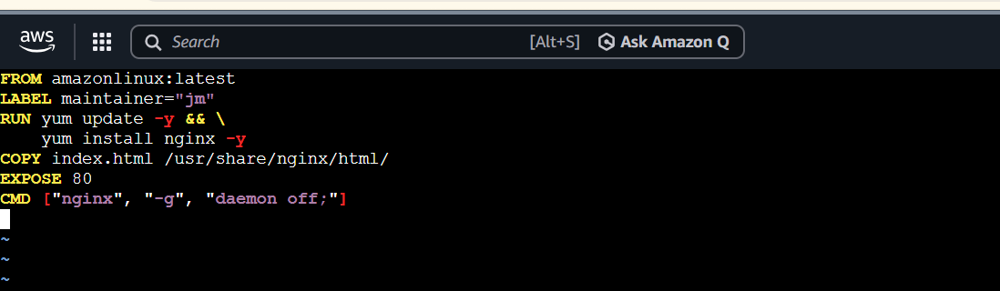 aws
Search [Alt+S] Ask Amazon Q
FROM amazonlinux:latest
LABEL maintainer="jm"
RUN yum update -y && \
    yum install nginx -y
COPY index.html /usr/share/nginx/html/
EXPOSE 80
CMD ["nginx", "-g", "daemon off;"]
~
~
~